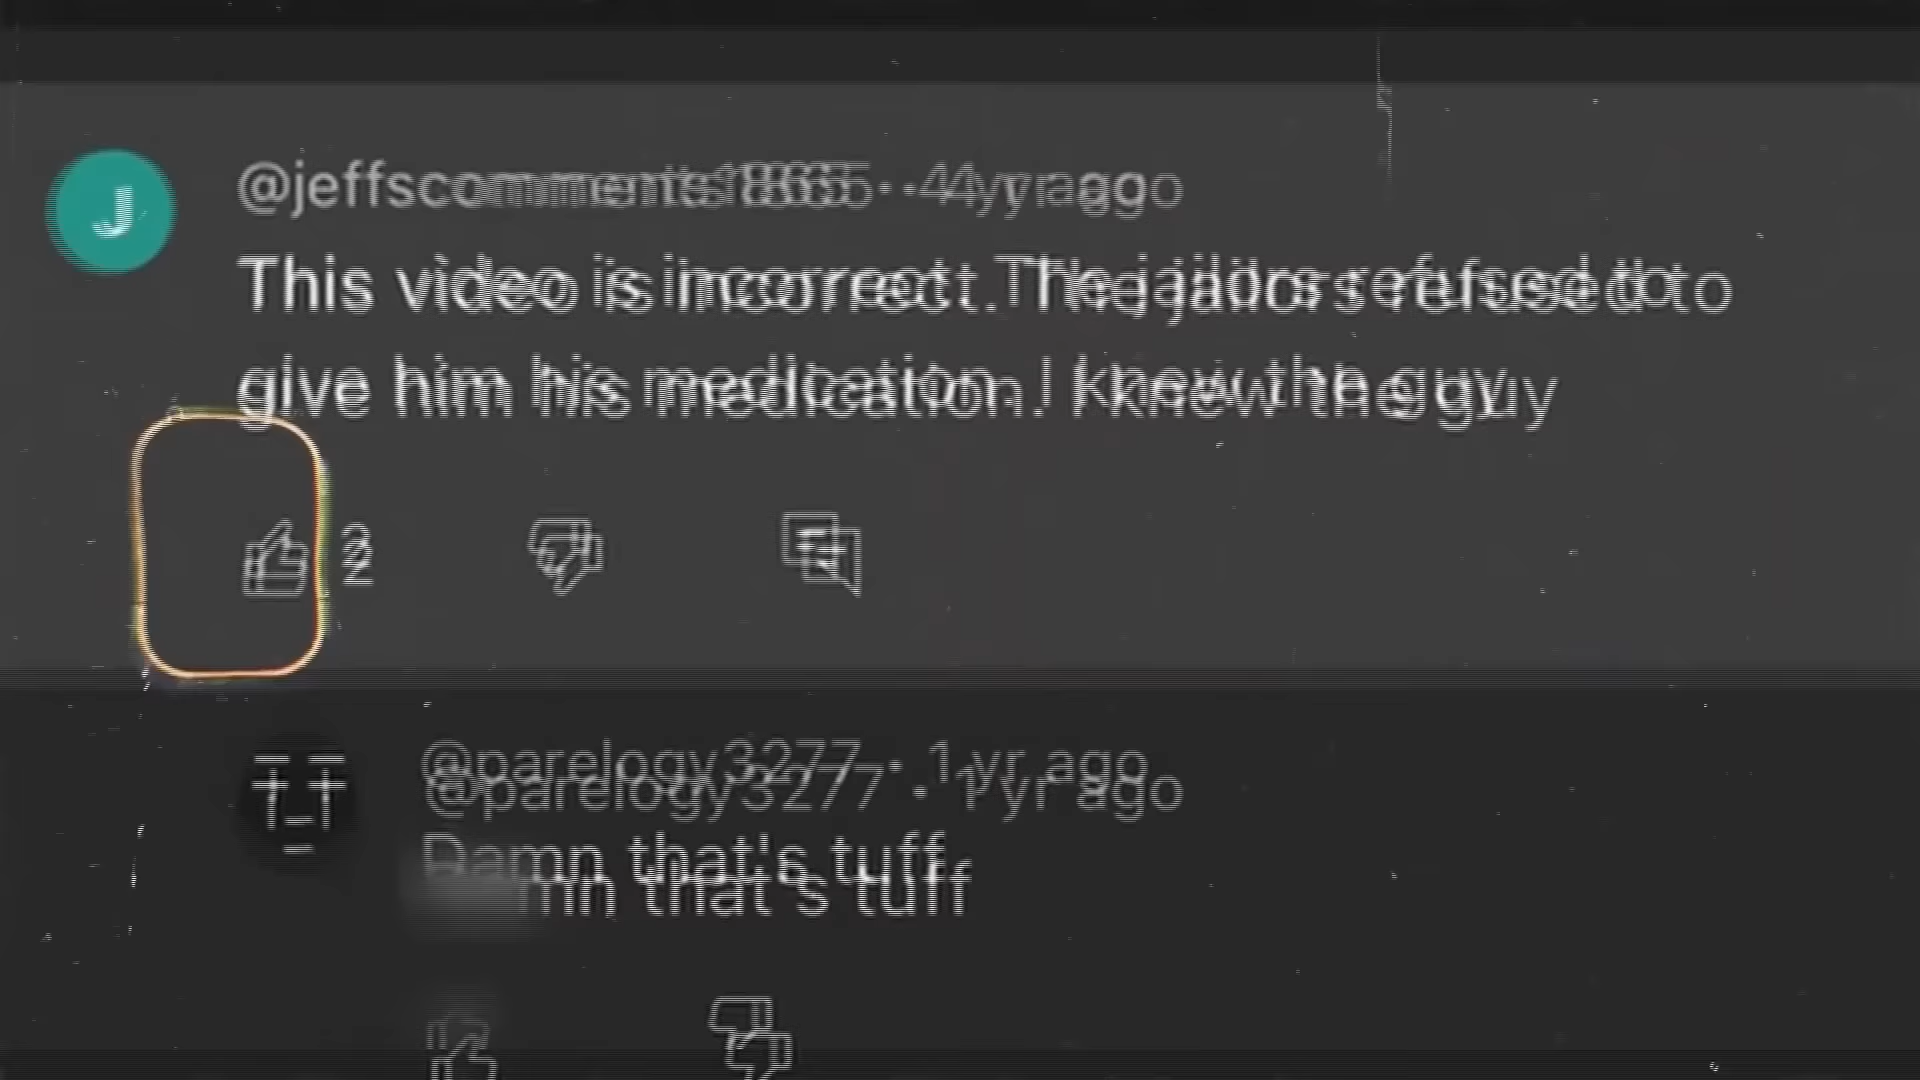 J
@jeffscomments1865 · 4 yr ago
This video is incorrect. The jailors refused to
give him his medication. I knew the guy
2
@parelogy3277 · 1 yr ago
Damn that's tuff